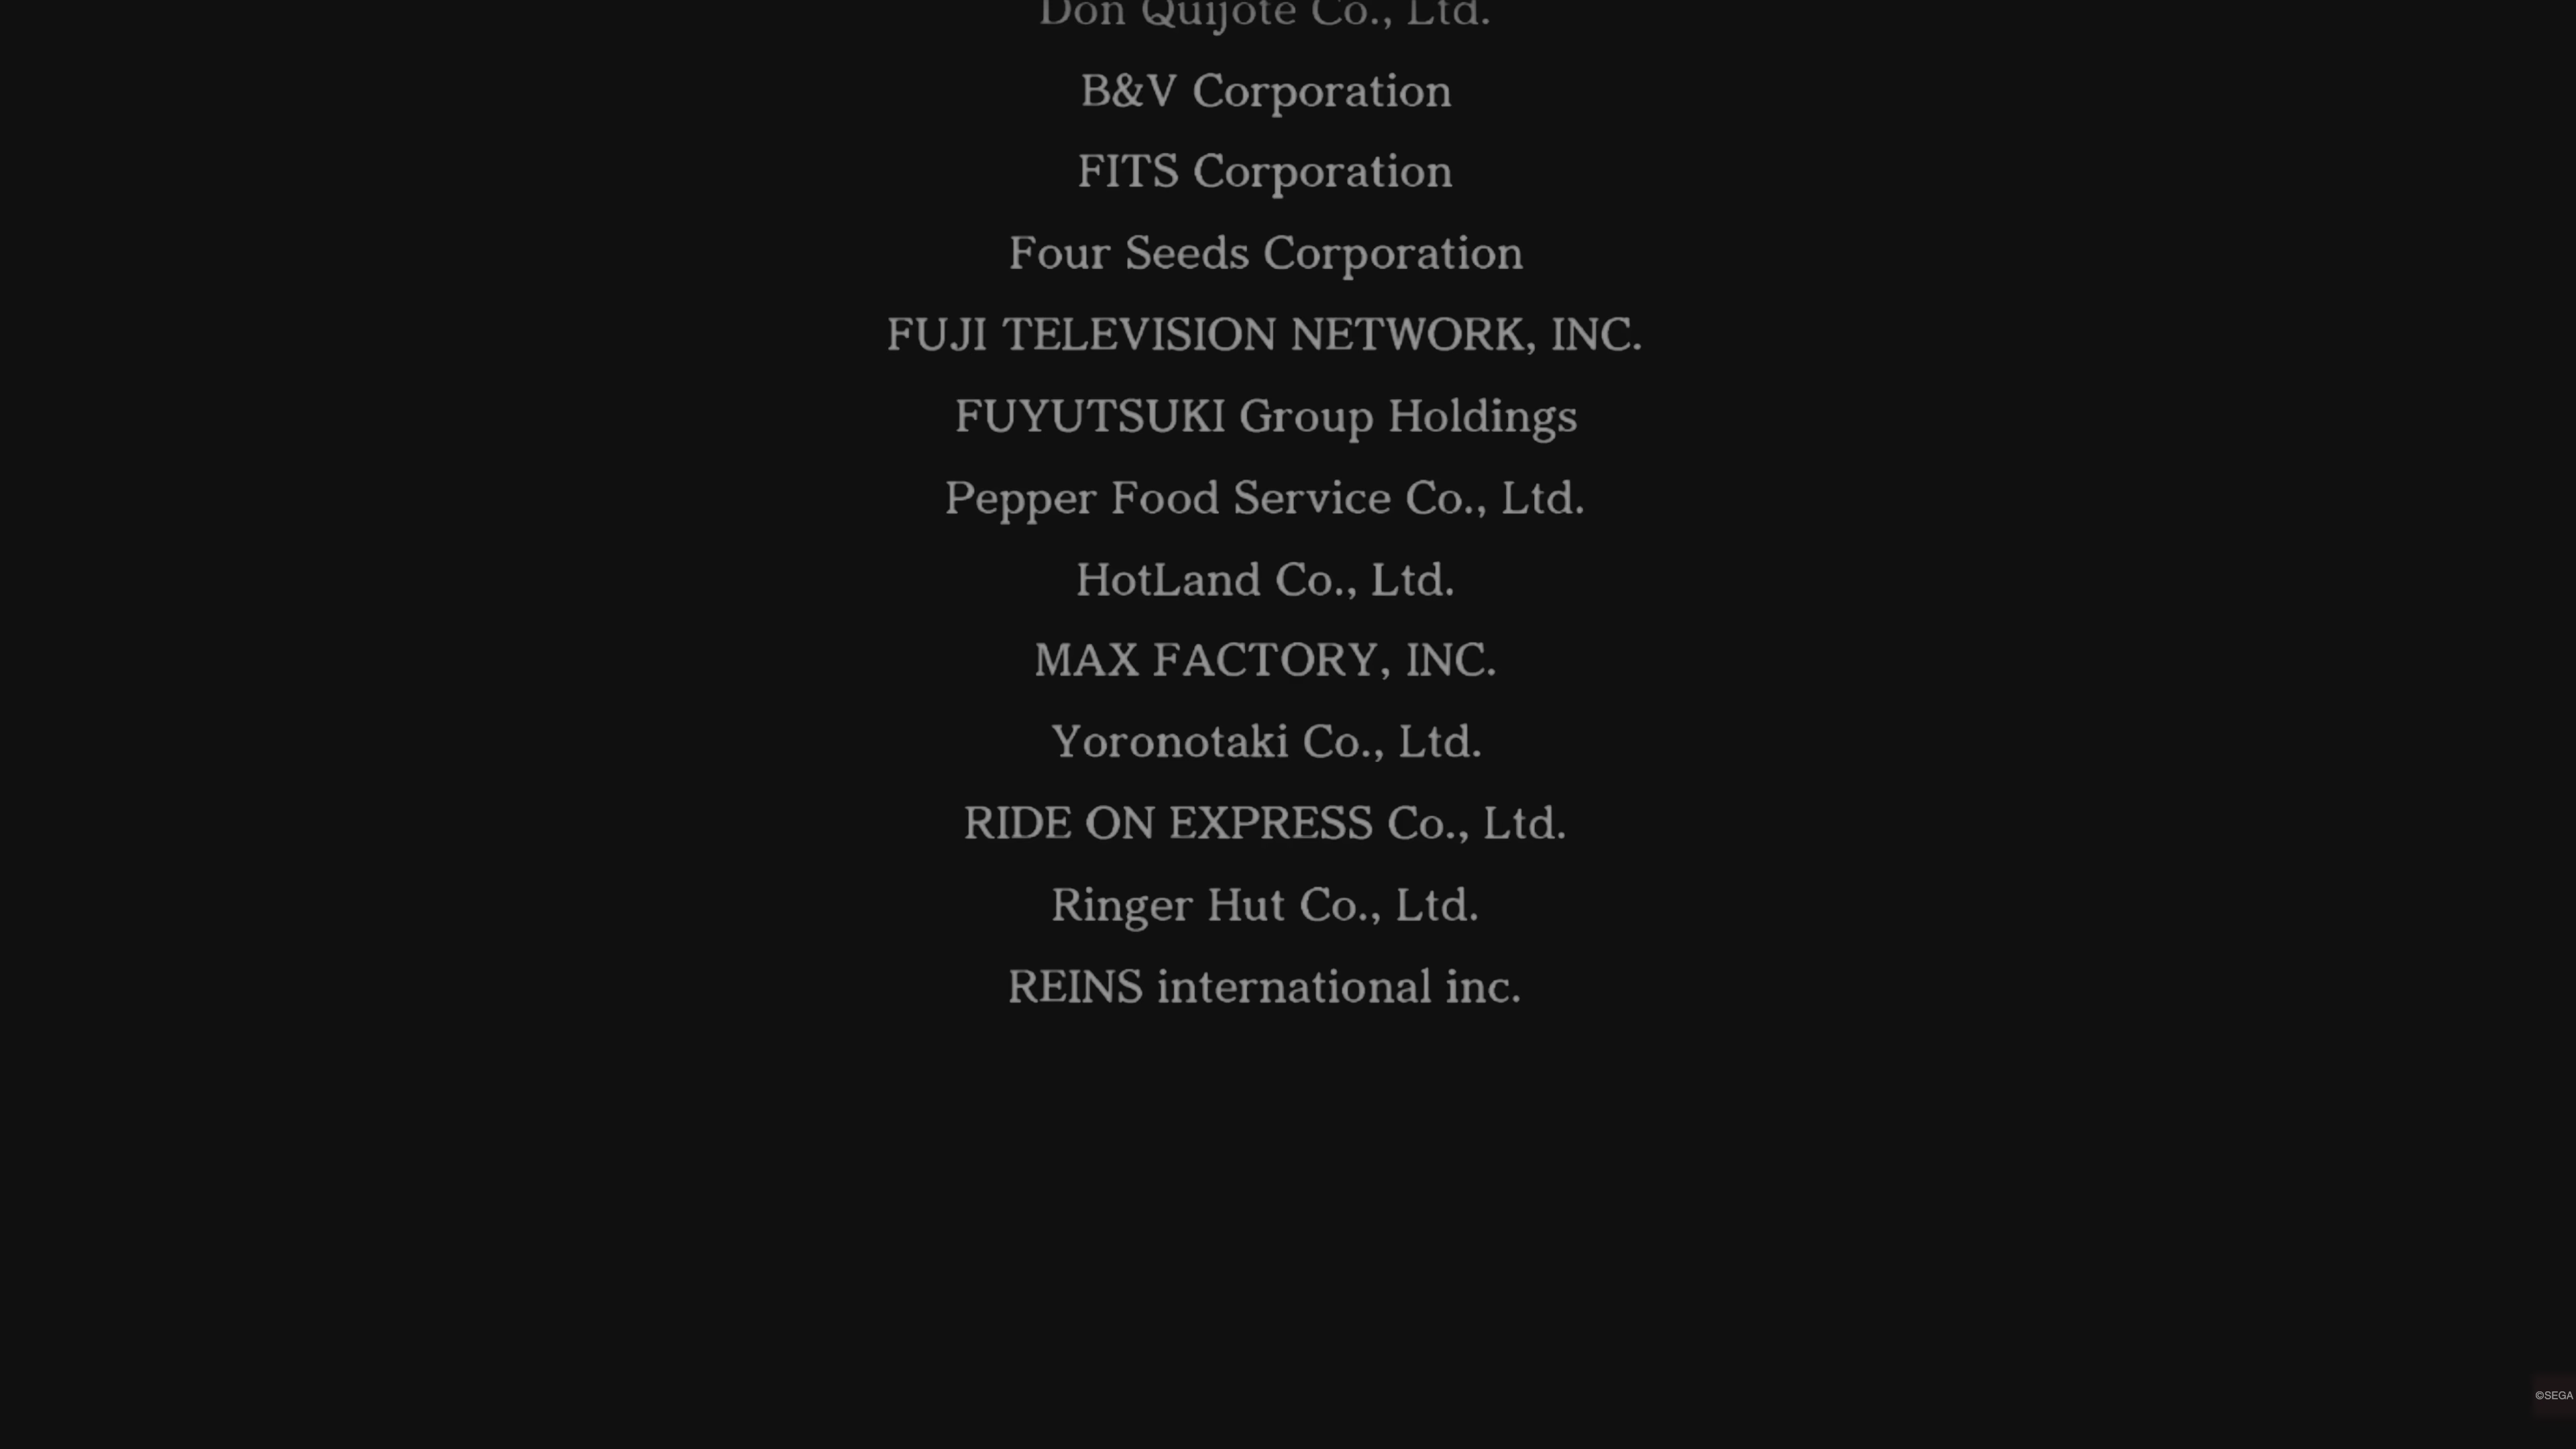 Don Quijote Co., Ltd.
B&V Corporation
FITS Corporation
Four Seeds Corporation
FUJI TELEVISION NETWORK, INC.
FUYUTSUKI Group Holdings
Pepper Food Service Co., Ltd.
HotLand Co., Ltd.
MAX FACTORY, INC.
Yoronotaki Co., Ltd.
RIDE ON EXPRESS Co., Ltd.
Ringer Hut Co., Ltd.
REINS international inc.
©SEGA